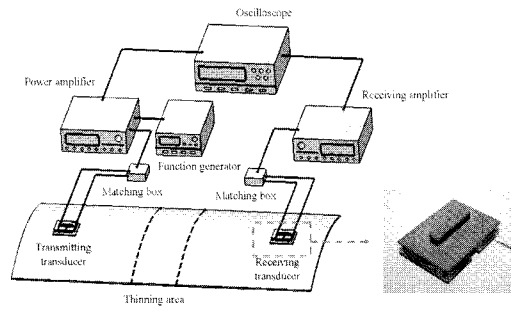 Oscilloscope
Power amplifier
Receiving amplifier
Function generator
Matching box
Matching box
Transmitting
transducer
Receiving
transducer
Thinning area